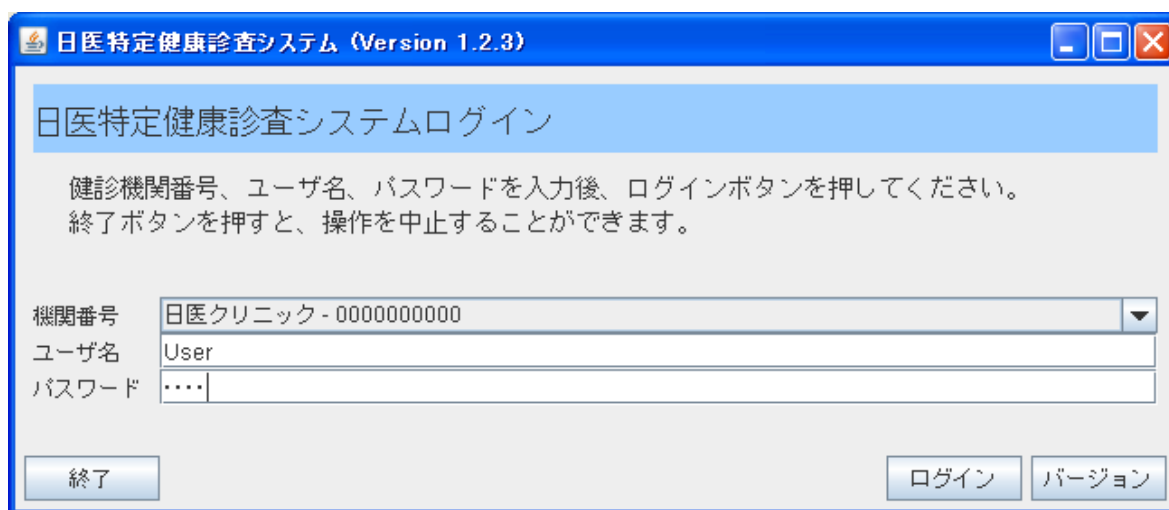 日医特定健康診査システム (Version 1.2.3)
日医特定健康診査システムログイン
健診機関番号、ユーザ名、パスワードを入力後、ログインボタンを押してください。
終了ボタンを押すと、操作を中止することができます。
機関番号 日医クリニック - 0000000000
ユーザ名 User
パスワード ····
終了 ログイン バージョン